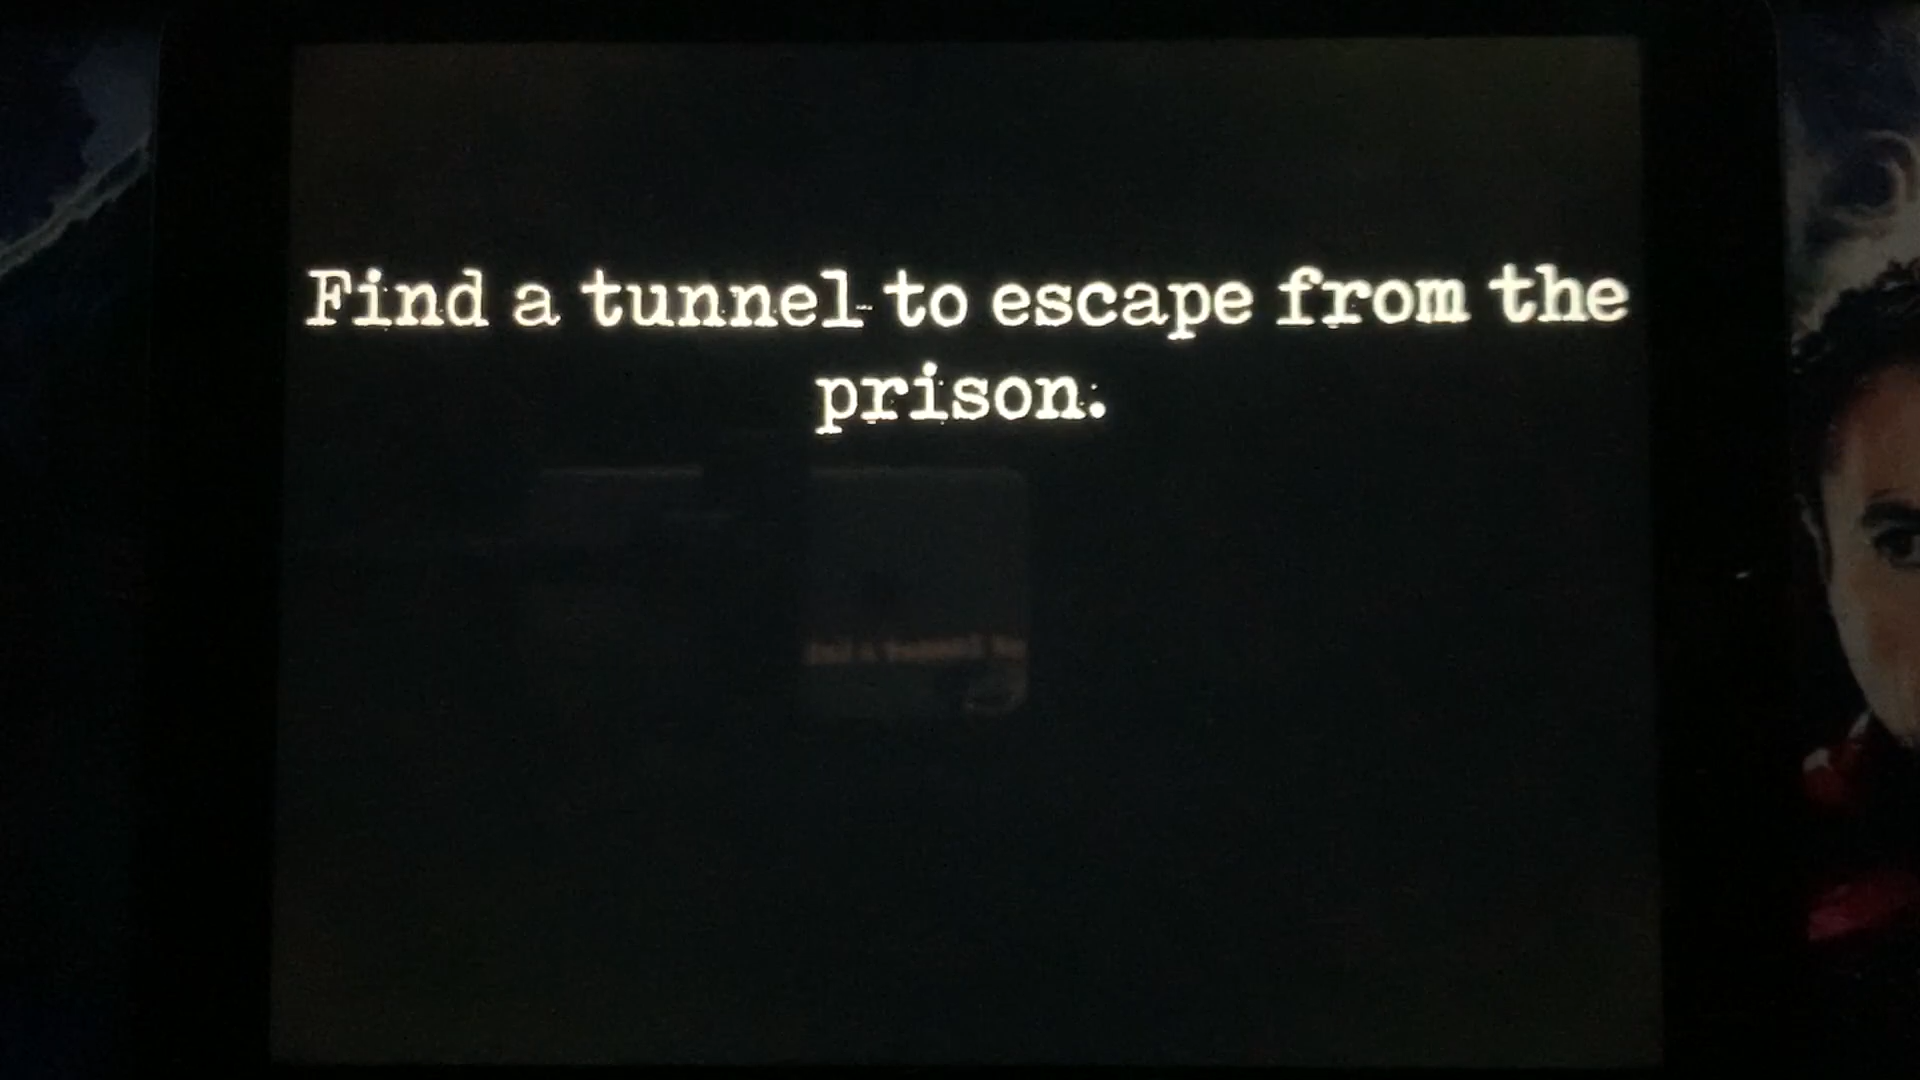 Find a tunnel to escape from the
prison.